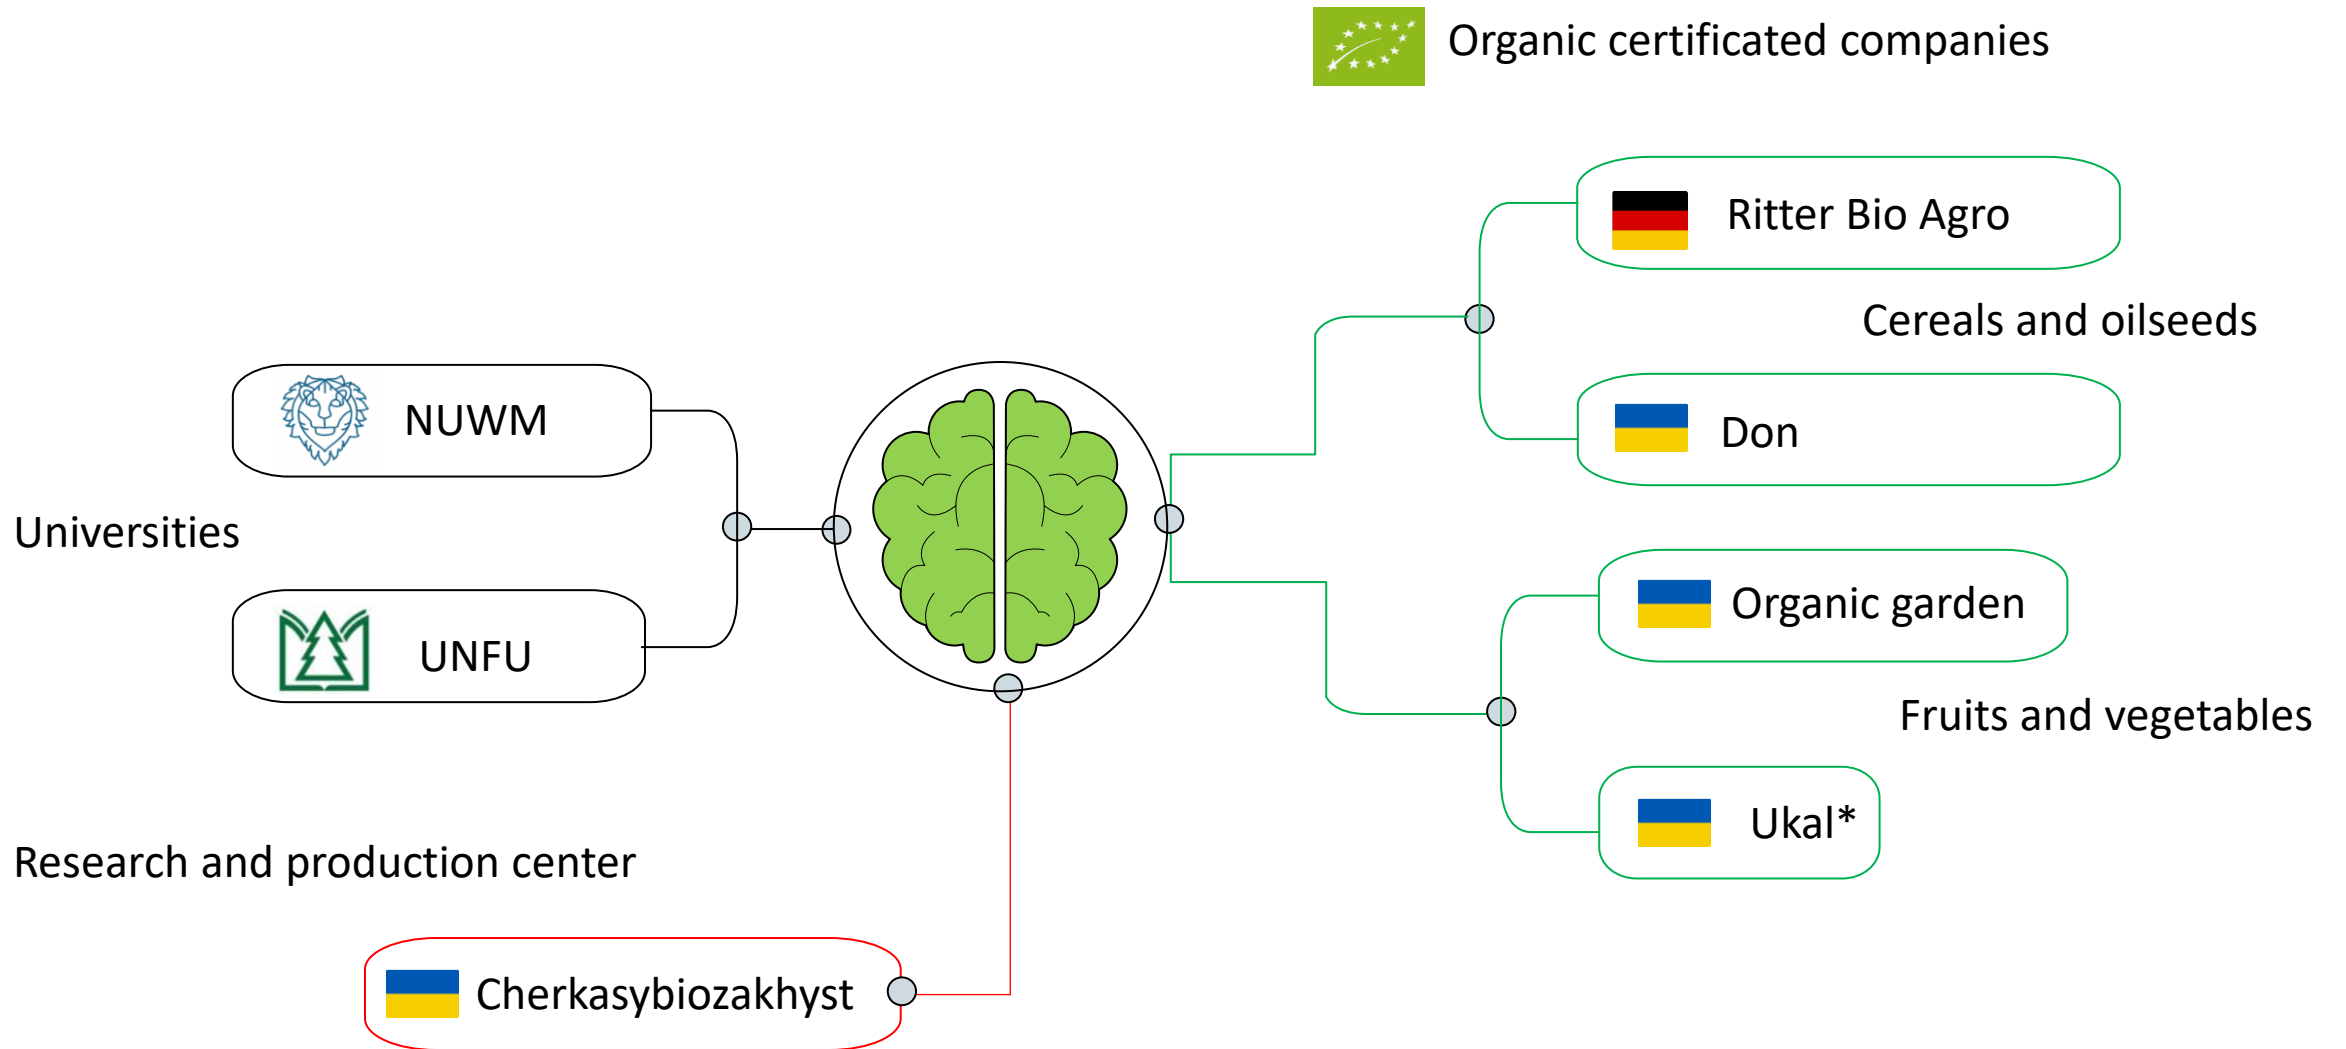 Organic certificated companies
Ritter Bio Agro
Cereals and oilseeds
Don
NUWM
Universities
UNFU
Organic garden
Fruits and vegetables
Ukal*
Research and production center
Cherkasybiozakhyst